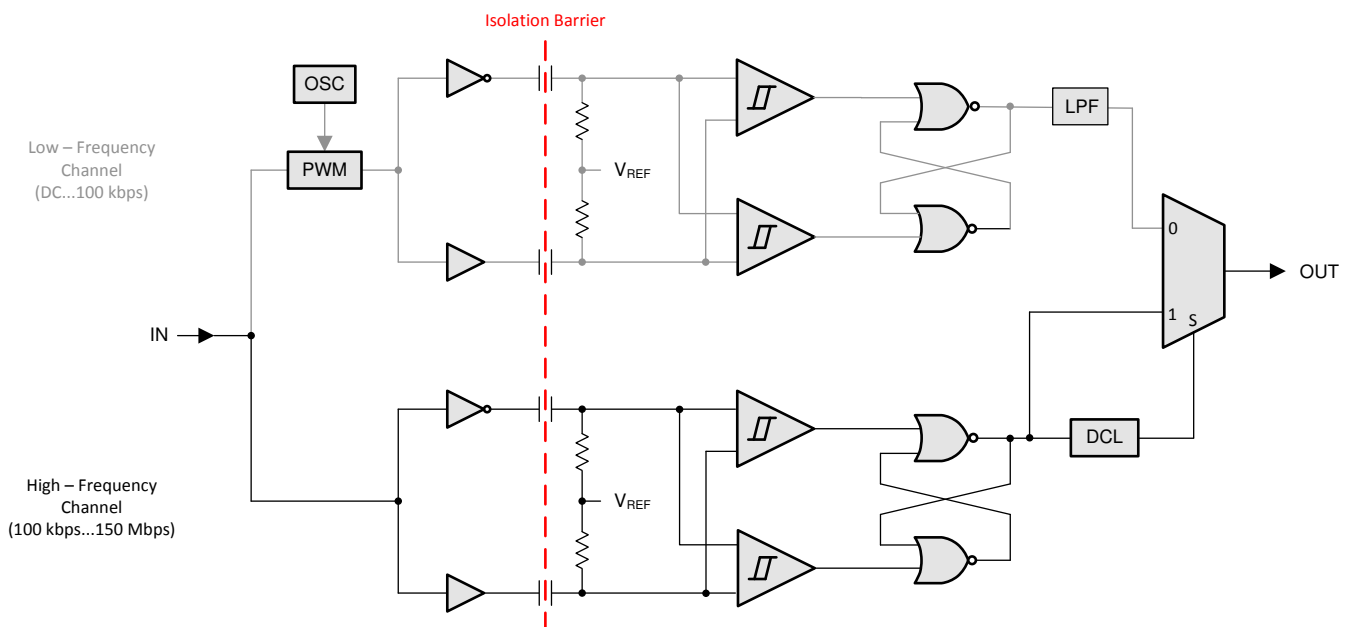 Isolation Barrier
OSC
PWM
Low – Frequency
Channel
(DC...100 kbps)
VREF
LPF
0
1
S
OUT
IN
DCL
High – Frequency
Channel
(100 kbps...150 Mbps)
VREF